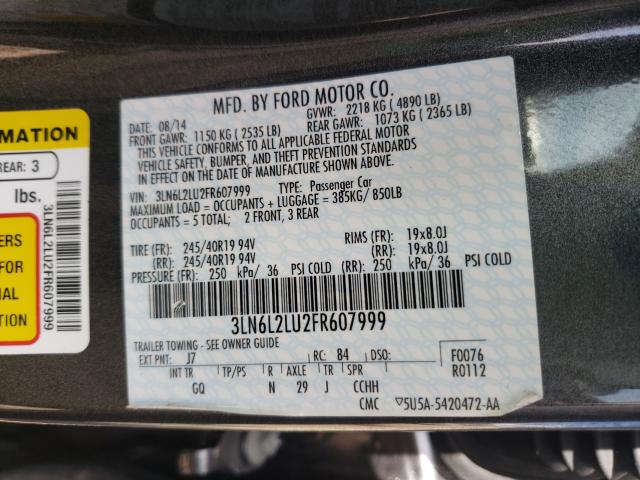 MATION
REAR: 3
lbs.
ERS
FOR
IAL
N
3LN6L2LU2FR607999
MFD. BY FORD MOTOR CO.
DATE: 08/14 GVWR: 2218 KG ( 4890 LB)
FRONT GAWR: 1150 KG ( 2535 LB) REAR GAWR: 1073 KG ( 2365 LB)
THIS VEHICLE CONFORMS TO ALL APPLICABLE FEDERAL MOTOR
VEHICLE SAFETY, BUMPER, AND THEFT PREVENTION STANDARDS
IN EFFECT ON THE DATE OF MANUFACTURE SHOWN ABOVE.
VIN: 3LN6L2LU2FR607999 TYPE: Passenger Car
MAXIMUM LOAD = OCCUPANTS + LUGGAGE = 385KG/ 850LB
OCCUPANTS = 5 TOTAL; 2 FRONT, 3 REAR
TIRE (FR): 245/40R19 94V RIMS (FR): 19x8.0J
(RR): 245/40R19 94V (RR): 19x8.0J
PRESSURE (FR): 250 kPa/ 36 PSI COLD (RR): 250 kPa/ 36 PSI COLD
3LN6L2LU2FR607999
TRAILER TOWING - SEE OWNER GUIDE
EXT PNT: J7 RC: 84 DSO: F0076
R0112
INT TR TP/PS R AXLE TR SPR
GQ N 29 J CCHH
CMC ▽5U5A-5420472-AA